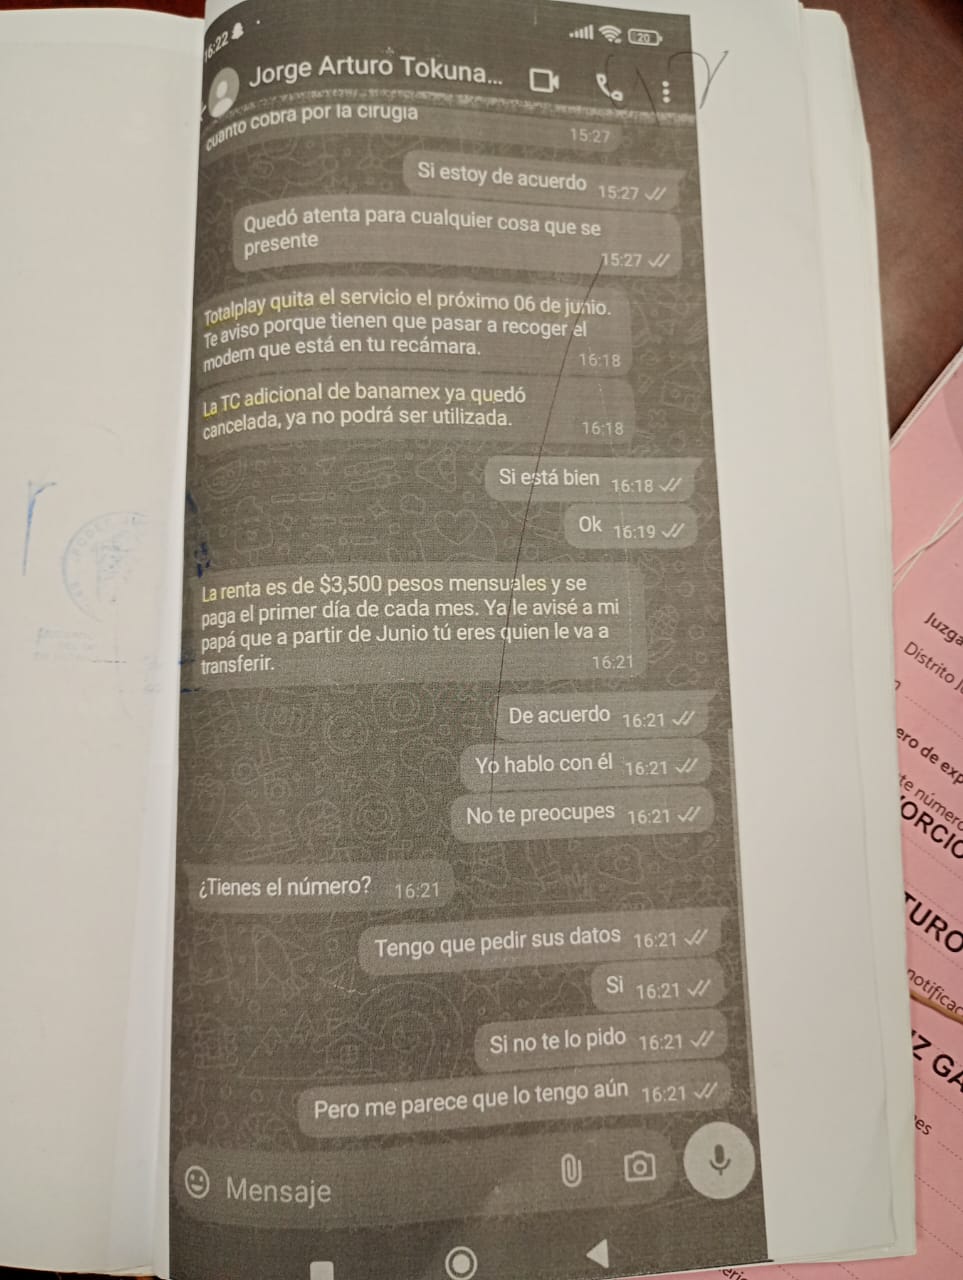 16:22
20
Jorge Arturo Tokuna...
cuanto cobra por la cirugia
15:27
Si estoy de acuerdo 15:27
Quedó atenta para cualquier cosa que se
presente
15:27
Totalplay quita el servicio el próximo 06 de junio.
Te aviso porque tienen que pasar a recoger el
modem que está en tu recámara.
16:18
La TC adicional de banamex ya quedó
cancelada, ya no podrá ser utilizada.
16:18
Si está bien 16:18
Ok 16:19
La renta es de $3,500 pesos mensuales y se
paga el primer día de cada mes. Ya le avisé a mi
papá que a partir de Junio tú eres quien le va a
transferir.
16:21
De acuerdo 16:21
Yo hablo con él 16:21
No te preocupes 16:21
¿Tienes el número? 16:21
Tengo que pedir sus datos 16:21
Si 16:21
Si no te lo pido 16:21
Pero me parece que lo tengo aún 16:21
Mensaje
Juzga
Distrito
ero de exp
te número
ORCIO
TURO
notificac
Z GA
es